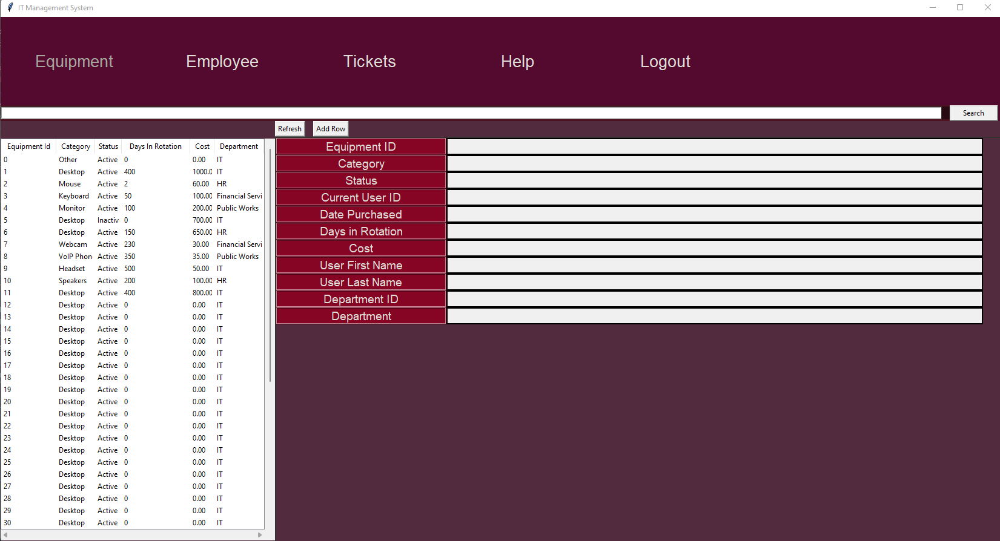 IT Management System
Equipment Employee Tickets Help Logout
Search
Refresh Add Row
Equipment Id Category Status Days In Rotation Cost Department
0 Other Active 0 0.00 IT
1 Desktop Active 400 1000.0 IT
2 Mouse Active 2 60.00 HR
3 Keyboard Active 50 100.00 Financial Servi
4 Monitor Active 100 200.00 Public Works
5 Desktop Inactiv 0 700.00 IT
6 Desktop Active 150 650.00 HR
7 Webcam Active 230 30.00 Financial Servi
8 VoIP Phon Active 350 35.00 Public Works
9 Headset Active 500 50.00 IT
10 Speakers Active 200 100.00 HR
11 Desktop Active 400 800.00 IT
12 Desktop Active 0 0.00 IT
13 Desktop Active 0 0.00 IT
14 Desktop Active 0 0.00 IT
15 Desktop Active 0 0.00 IT
16 Desktop Active 0 0.00 IT
17 Desktop Active 0 0.00 IT
18 Desktop Active 0 0.00 IT
19 Desktop Active 0 0.00 IT
20 Desktop Active 0 0.00 IT
21 Desktop Active 0 0.00 IT
22 Desktop Active 0 0.00 IT
23 Desktop Active 0 0.00 IT
24 Desktop Active 0 0.00 IT
25 Desktop Active 0 0.00 IT
26 Desktop Active 0 0.00 IT
27 Desktop Active 0 0.00 IT
28 Desktop Active 0 0.00 IT
29 Desktop Active 0 0.00 IT
30 Desktop Active 0 0.00 IT
Equipment ID
Category
Status
Current User ID
Date Purchased
Days in Rotation
Cost
User First Name
User Last Name
Department ID
Department